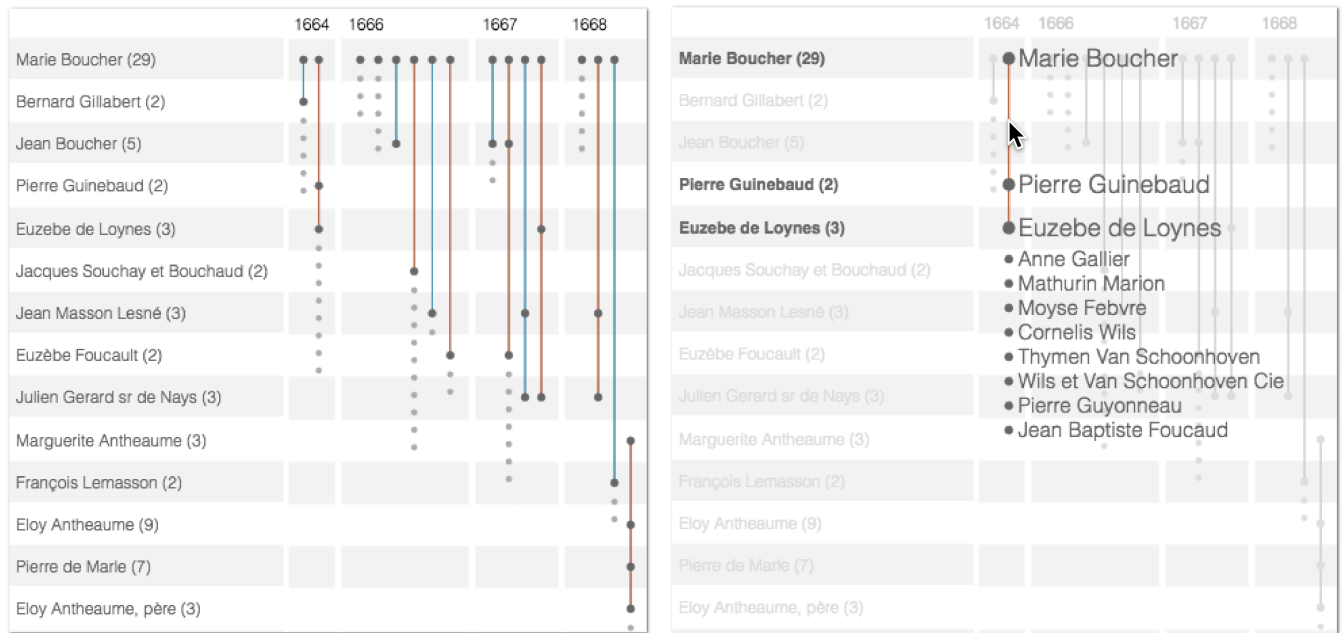 1664 1666 1667 1668
Marie Boucher (29)
Bernard Gillabert (2)
Jean Boucher (5)
Pierre Guinebaud (2)
Euzebe de Loynes (3)
Jacques Souchay et Bouchaud (2)
Jean Masson Lesné (3)
Euzèbe Foucault (2)
Julien Gerard sr de Nays (3)
Marguerite Antheaume (3)
François Lemasson (2)
Eloy Antheaume (9)
Pierre de Marle (7)
Eloy Antheaume, père (3)
1664 1666 1667 1668
Marie Boucher (29)
Bernard Gillabert (2)
Jean Boucher (5)
Pierre Guinebaud (2)
Euzebe de Loynes (3)
Jacques Souchay et Bouchaud (2)
Jean Masson Lesné (3)
Euzèbe Foucault (2)
Julien Gerard sr de Nays (3)
Marguerite Antheaume (3)
François Lemasson (2)
Eloy Antheaume (9)
Pierre de Marle (7)
Eloy Antheaume, père (3)
Marie Boucher
Pierre Guinebaud
Euzebe de Loynes
Anne Gallier
Mathurin Marion
Moyse Febvre
Cornelis Wils
Thymen Van Schoonhoven
Wils et Van Schoonhoven Cie
Pierre Guyonneau
Jean Baptiste Foucaud